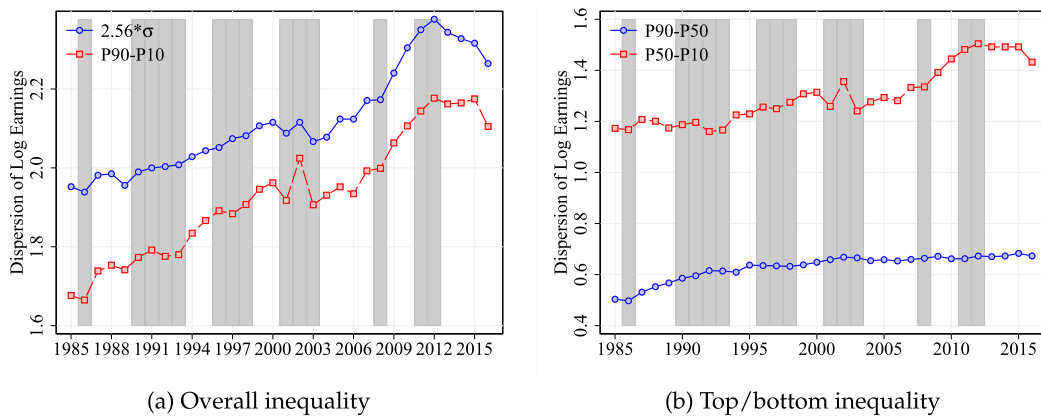 2.56*σ
P90-P10
Dispersion of Log Earnings
2.2
2.0
1.8
1.6
1985 1988 1991 1994 1997 2000 2003 2006 2009 2012 2015
(a) Overall inequality
P90-P50
P50-P10
Dispersion of Log Earnings
1.6
1.4
1.2
1.0
0.8
0.6
0.4
1985 1990 1995 2000 2005 2010 2015
(b) Top/bottom inequality